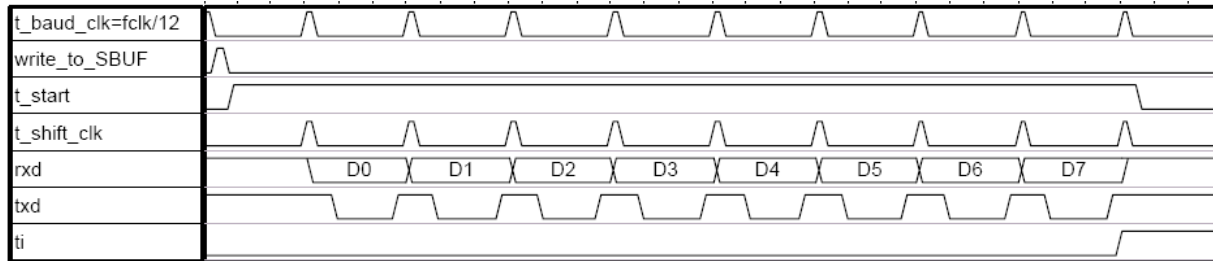 t_baud_clk=fclk/12
write_to_SBUF
t_start
t_shift_clk
rxd D0 D1 D2 D3 D4 D5 D6 D7
txd
ti